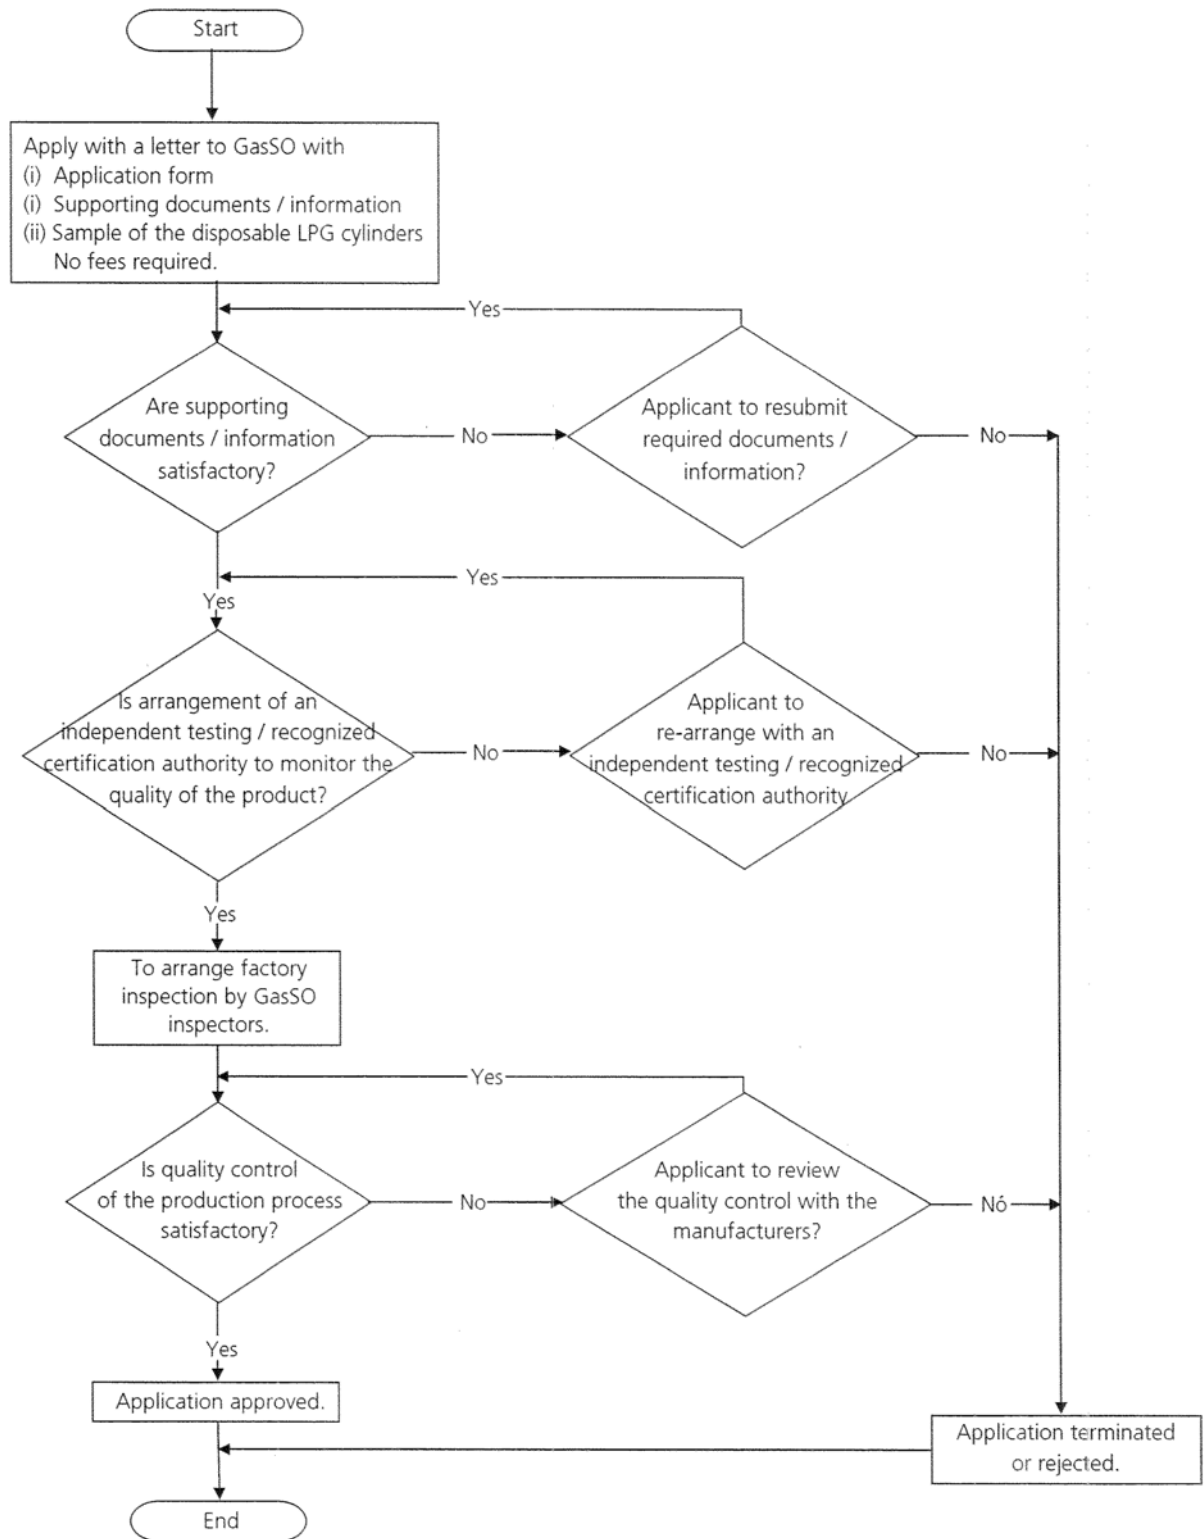 Start
Apply with a letter to GasSO with
(i) Application form
(i) Supporting documents / information
(ii) Sample of the disposable LPG cylinders
No fees required.
Yes
Are supporting
documents / information
satisfactory?
No
Applicant to resubmit
required documents /
information?
No
Yes
Yes
Is arrangement of an
independent testing / recognized
certification authority to monitor the
quality of the product?
No
Applicant to
re-arrange with an
independent testing / recognized
certification authority
No
Yes
To arrange factory
inspection by GasSO
inspectors.
Yes
Is quality control
of the production process
satisfactory?
No
Applicant to review
the quality control with the
manufacturers?
No
Yes
Application approved.
Application terminated
or rejected.
End